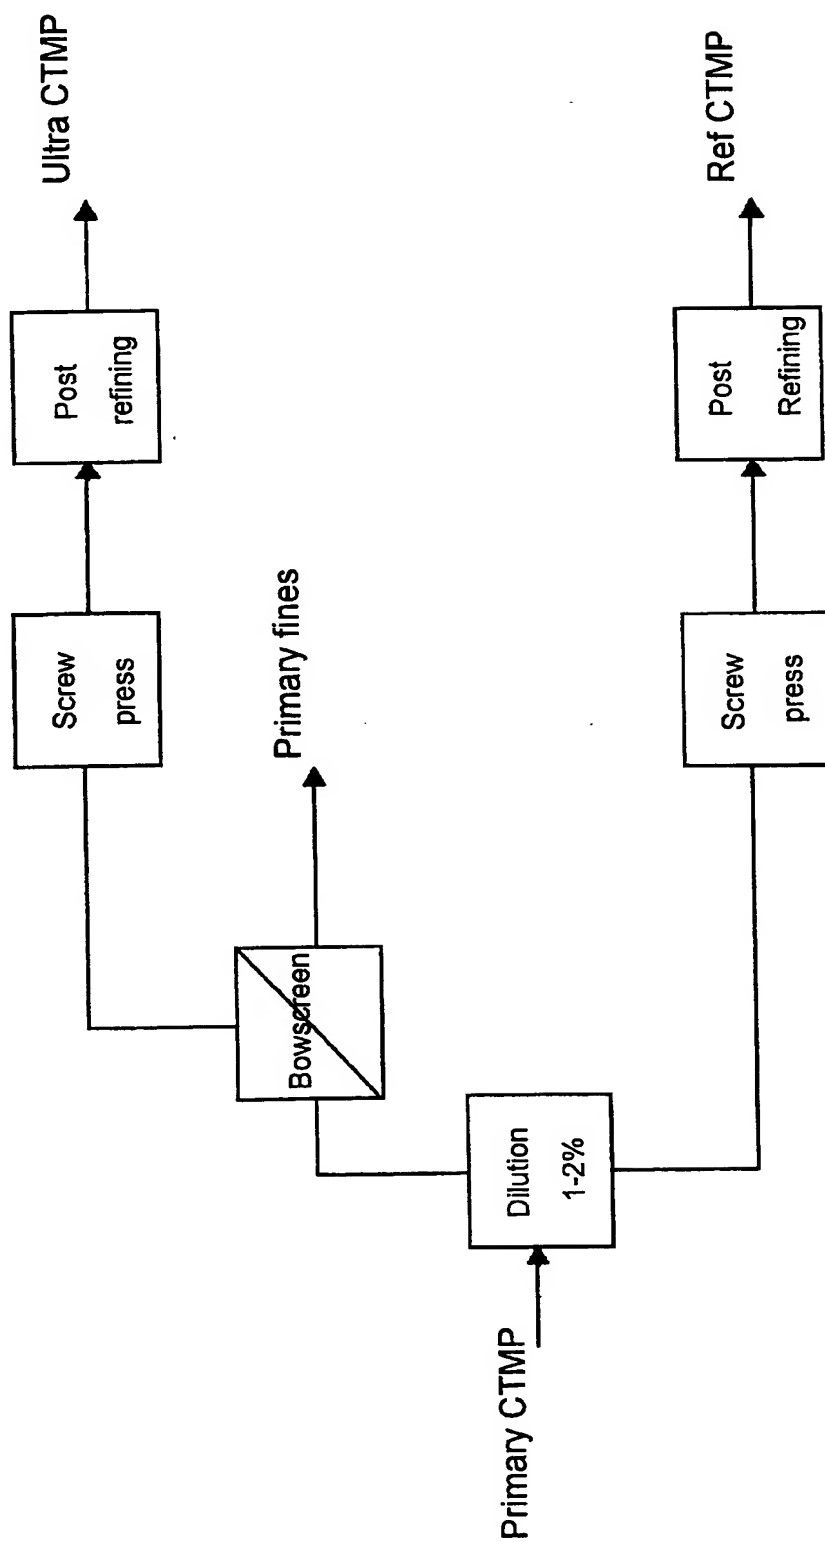 Primary CTMP
Dilution
1-2%
Bowscreen
Primary fines
Screw
press
Post
refining
Ultra CTMP
Screw
press
Post
Refining
Ref CTMP